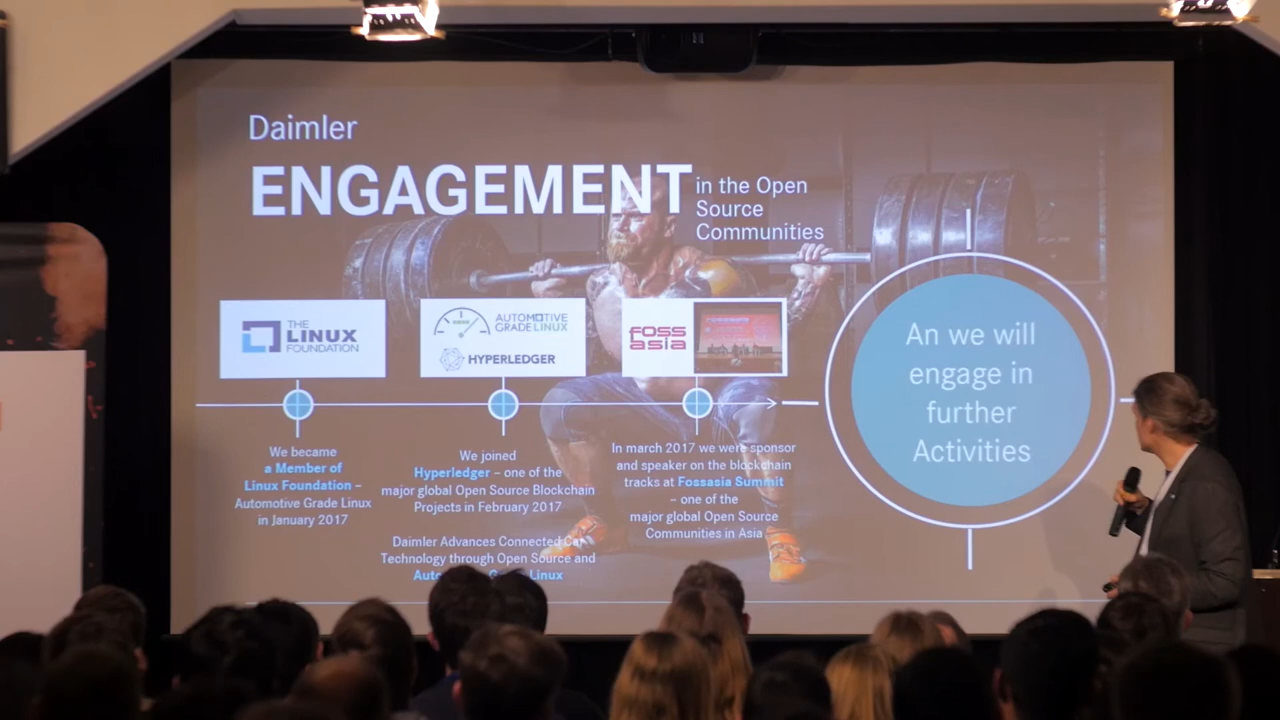 Daimler
ENGAGEMENT
in the Open
Source
Communities
THE
LINUX
FOUNDATION
AUTOMOTIVE
GRADELINUX
HYPERLEDGER
foss
asia
An we will
engage in
further
Activities
We became
a Member of
Linux Foundation –
Automotive Grade Linux
in January 2017
We joined
Hyperledger – one of the
major global Open Source Blockchain
Projects in February 2017
Daimler Advances Connected Car
Technology through Open Source and
Linux
In march 2017 we were sponsor
and speaker on the blockchain
tracks at Fossasia Summit
– one of the
major global Open Source
Communities in Asia